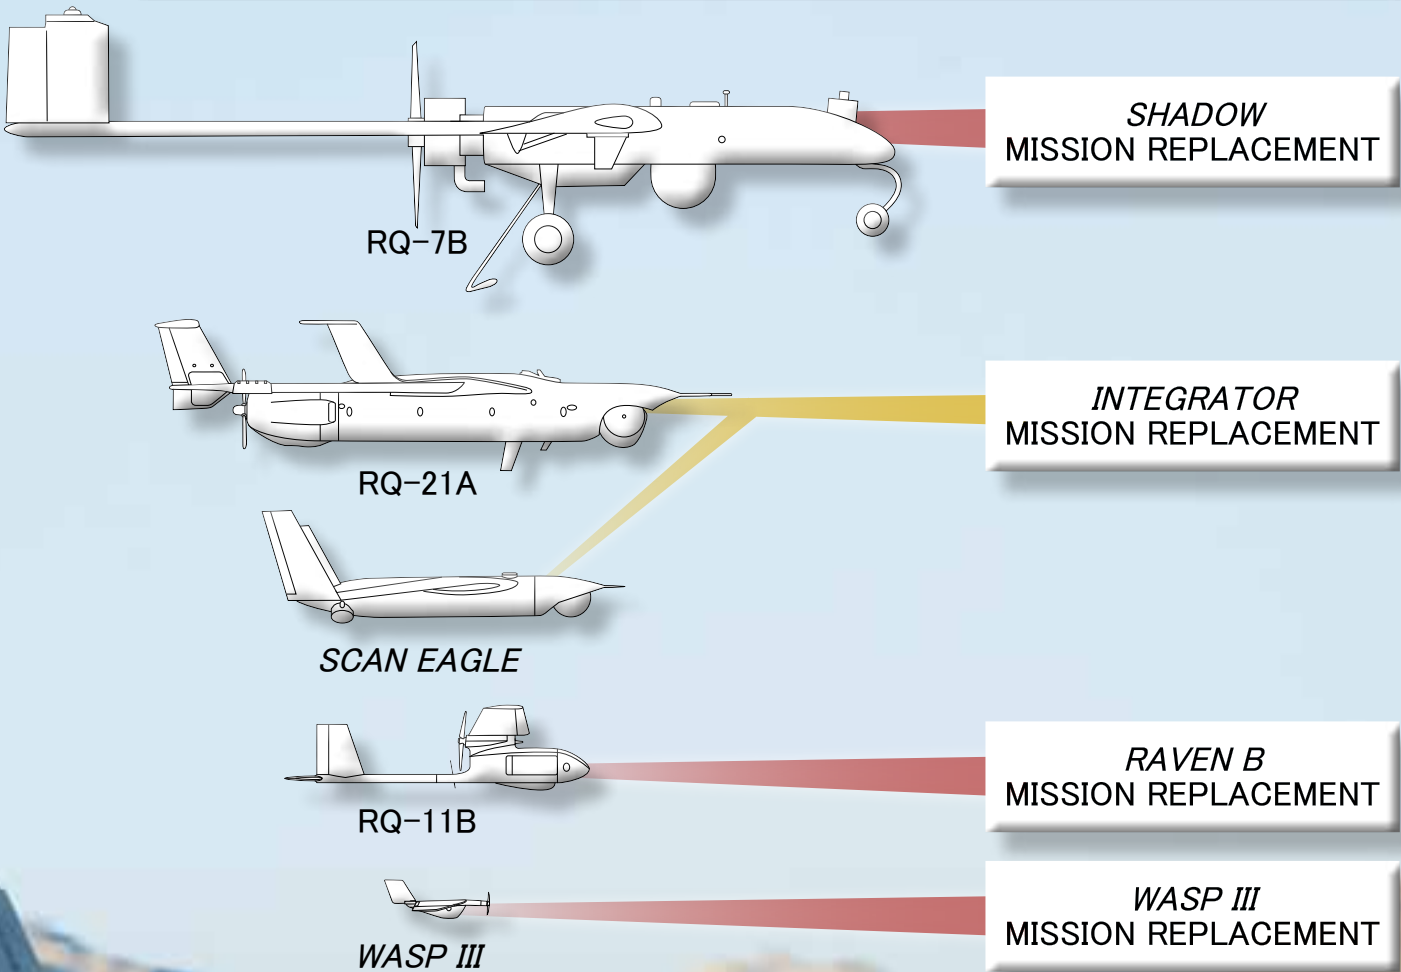 SHADOW
MISSION REPLACEMENT
RQ-7B
INTEGRATOR
MISSION REPLACEMENT
RQ-21A
SCAN EAGLE
RAVEN B
MISSION REPLACEMENT
RQ-11B
WASP III
MISSION REPLACEMENT
WASP III